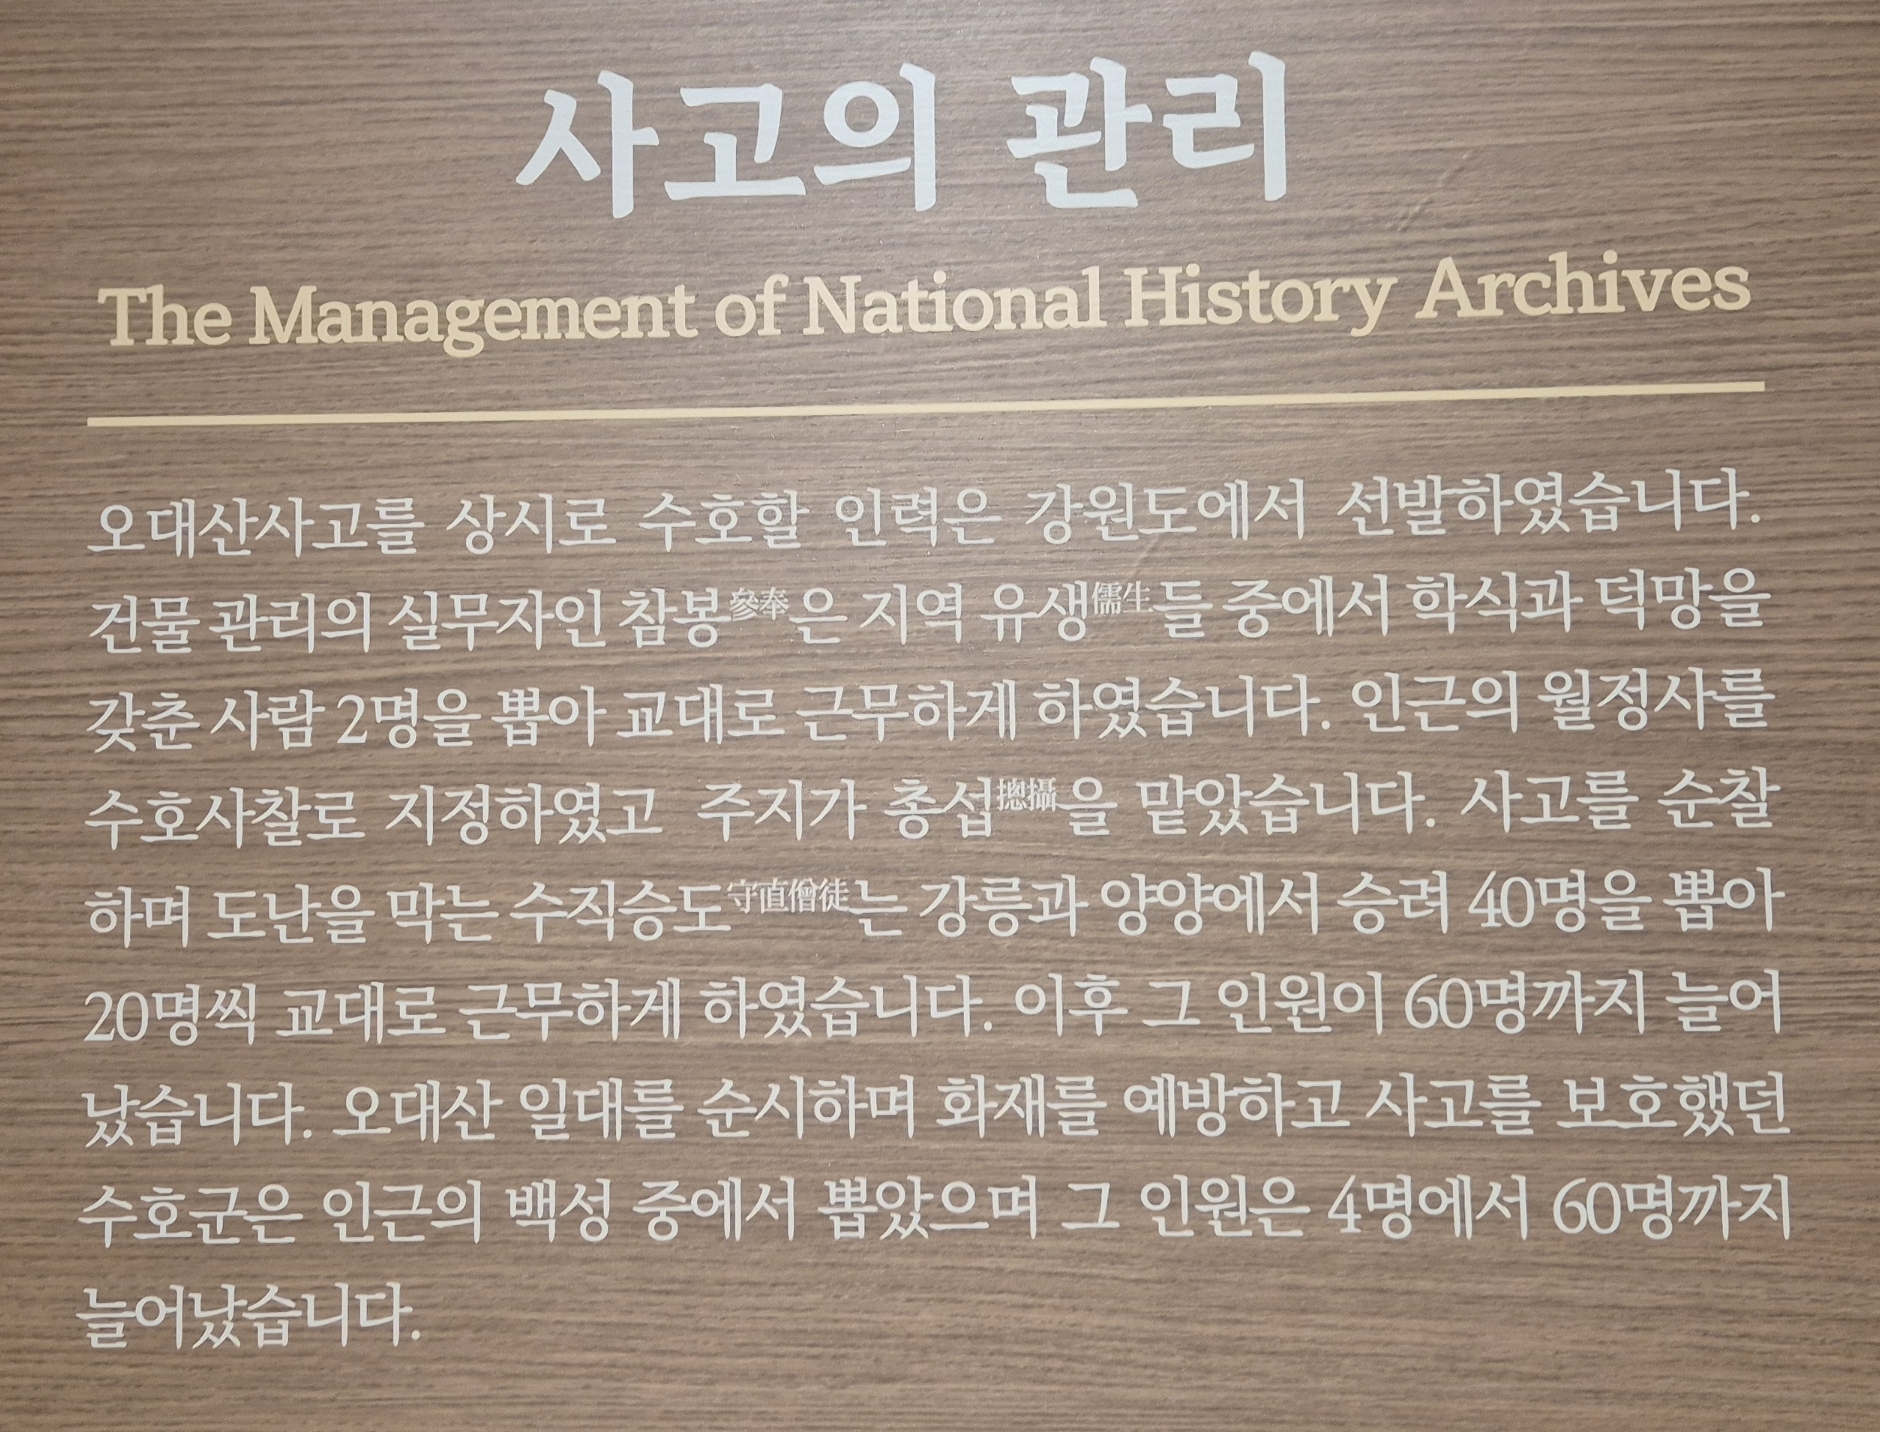 사고의 관리
The Management of National History Archives
오대산사고를 상시로 수호할 인력은 강원도에서 선발하였습니다.
건물 관리의 실무자인 참봉參奉은 지역 유생儒生들 중에서 학식과 덕망을
갖춘 사람 2명을 뽑아 교대로 근무하게 하였습니다. 인근의 월정사를
수호사찰로 지정하였고 주지가 총섭摠攝을 맡았습니다. 사고를 순찰
하며 도난을 막는 수직승도守直僧徒는 강릉과 양양에서 승려 40명을 뽑아
20명씩 교대로 근무하게 하였습니다. 이후 그 인원이 60명까지 늘어
났습니다. 오대산 일대를 순시하며 화재를 예방하고 사고를 보호했던
수호군은 인근의 백성 중에서 뽑았으며 그 인원은 4명에서 60명까지
늘어났습니다.